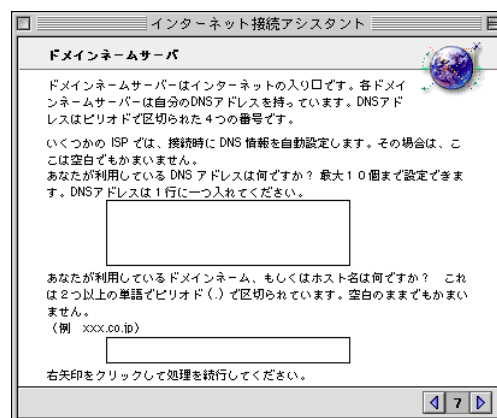 インターネット接続アシスタント
ドメインネームサーバ
ドメインネームサーバーはインターネットの入り口です。各ドメイ
ンネームサーバーは自分のDNSアドレスを持っています。DNSアド
レスはピリオドで区切られた４つの番号です。
いくつかの ISP では、接続時に DNS 情報を自動設定します。その場合は、こ
こは空白でもかまいません。
あなたが利用している DNS アドレスは何ですか？ 最大１０個まで設定できま
す。DNSアドレスは１行に一つ入れてください。
あなたが利用しているドメインネーム、もしくはホスト名は何ですか？　これ
は２つ以上の単語でピリオド（.）で区切られています。空白のままでもかまい
ません。
（例　xxx.co.jp）
右矢印をクリックして処理を続行してください。
7